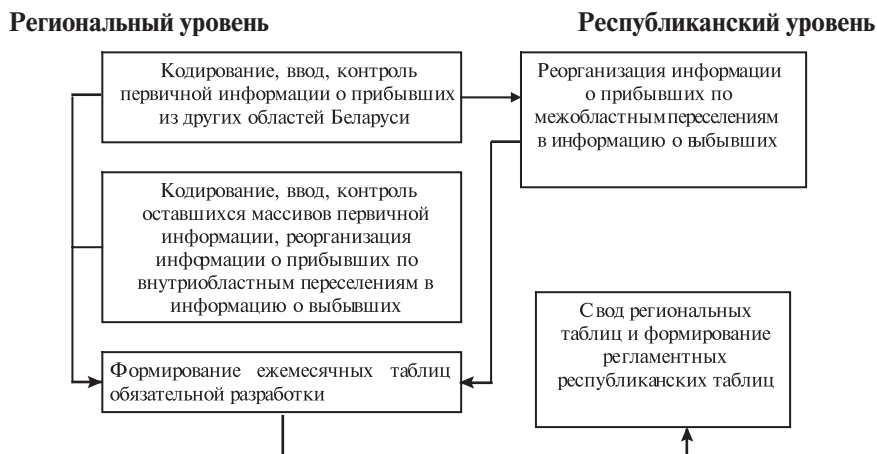 Региональный уровень
Республиканский уровень
Кодирование, ввод, контроль
первичной информации о прибывших
из других областей Беларуси
Реорганизация информации
о прибывших по
межобластным переселениям
в информацию о выбывших
Кодирование, ввод, контроль
оставшихся массивов первичной
информации, реорганизация
информации о прибывших по
внутриобластным переселениям в
информацию о выбывших
Свод региональных
таблиц и формирование
регламентных
республиканских таблиц
Формирование ежемесячных таблиц
обязательной разработки